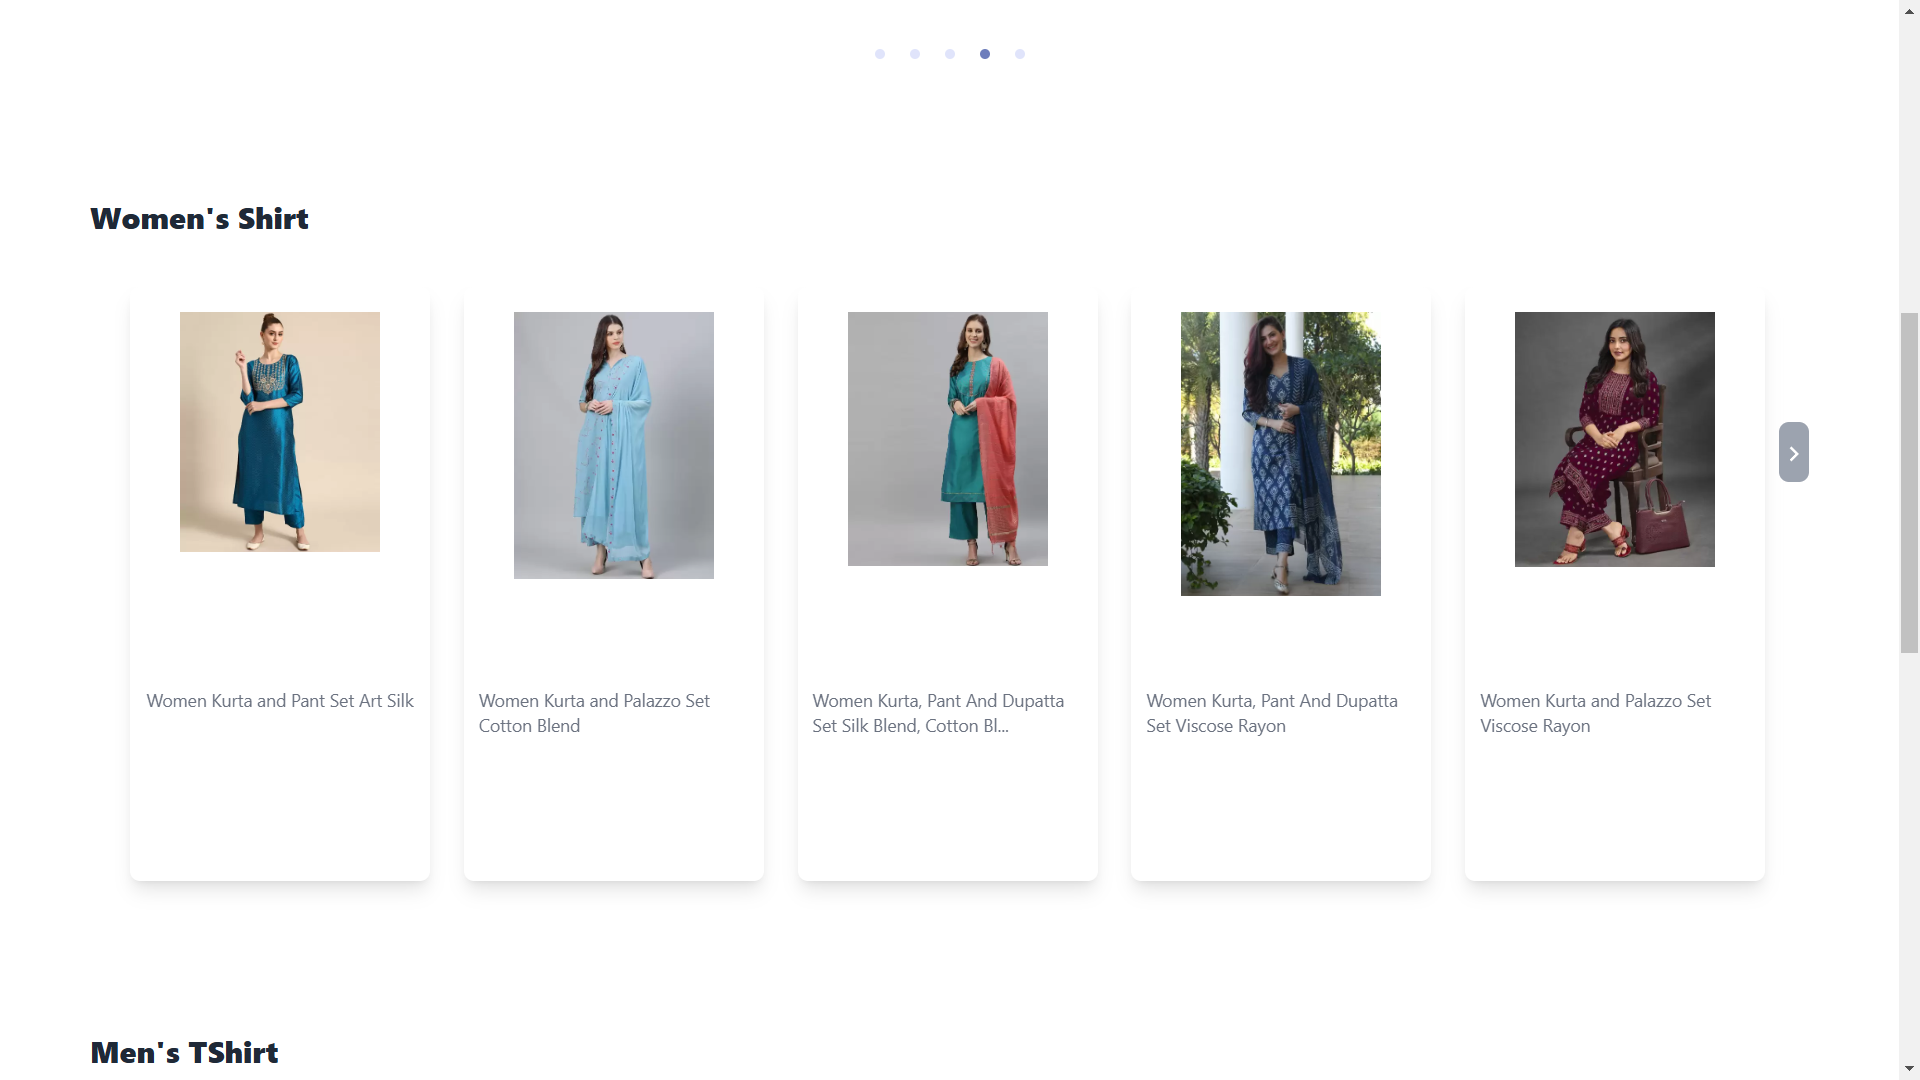 Women's Shirt
Women Kurta and Pant Set Art Silk
Women Kurta and Palazzo Set
Cotton Blend
Women Kurta, Pant And Dupatta
Set Silk Blend, Cotton Bl...
Women Kurta, Pant And Dupatta
Set Viscose Rayon
Women Kurta and Palazzo Set
Viscose Rayon
Men's TShirt